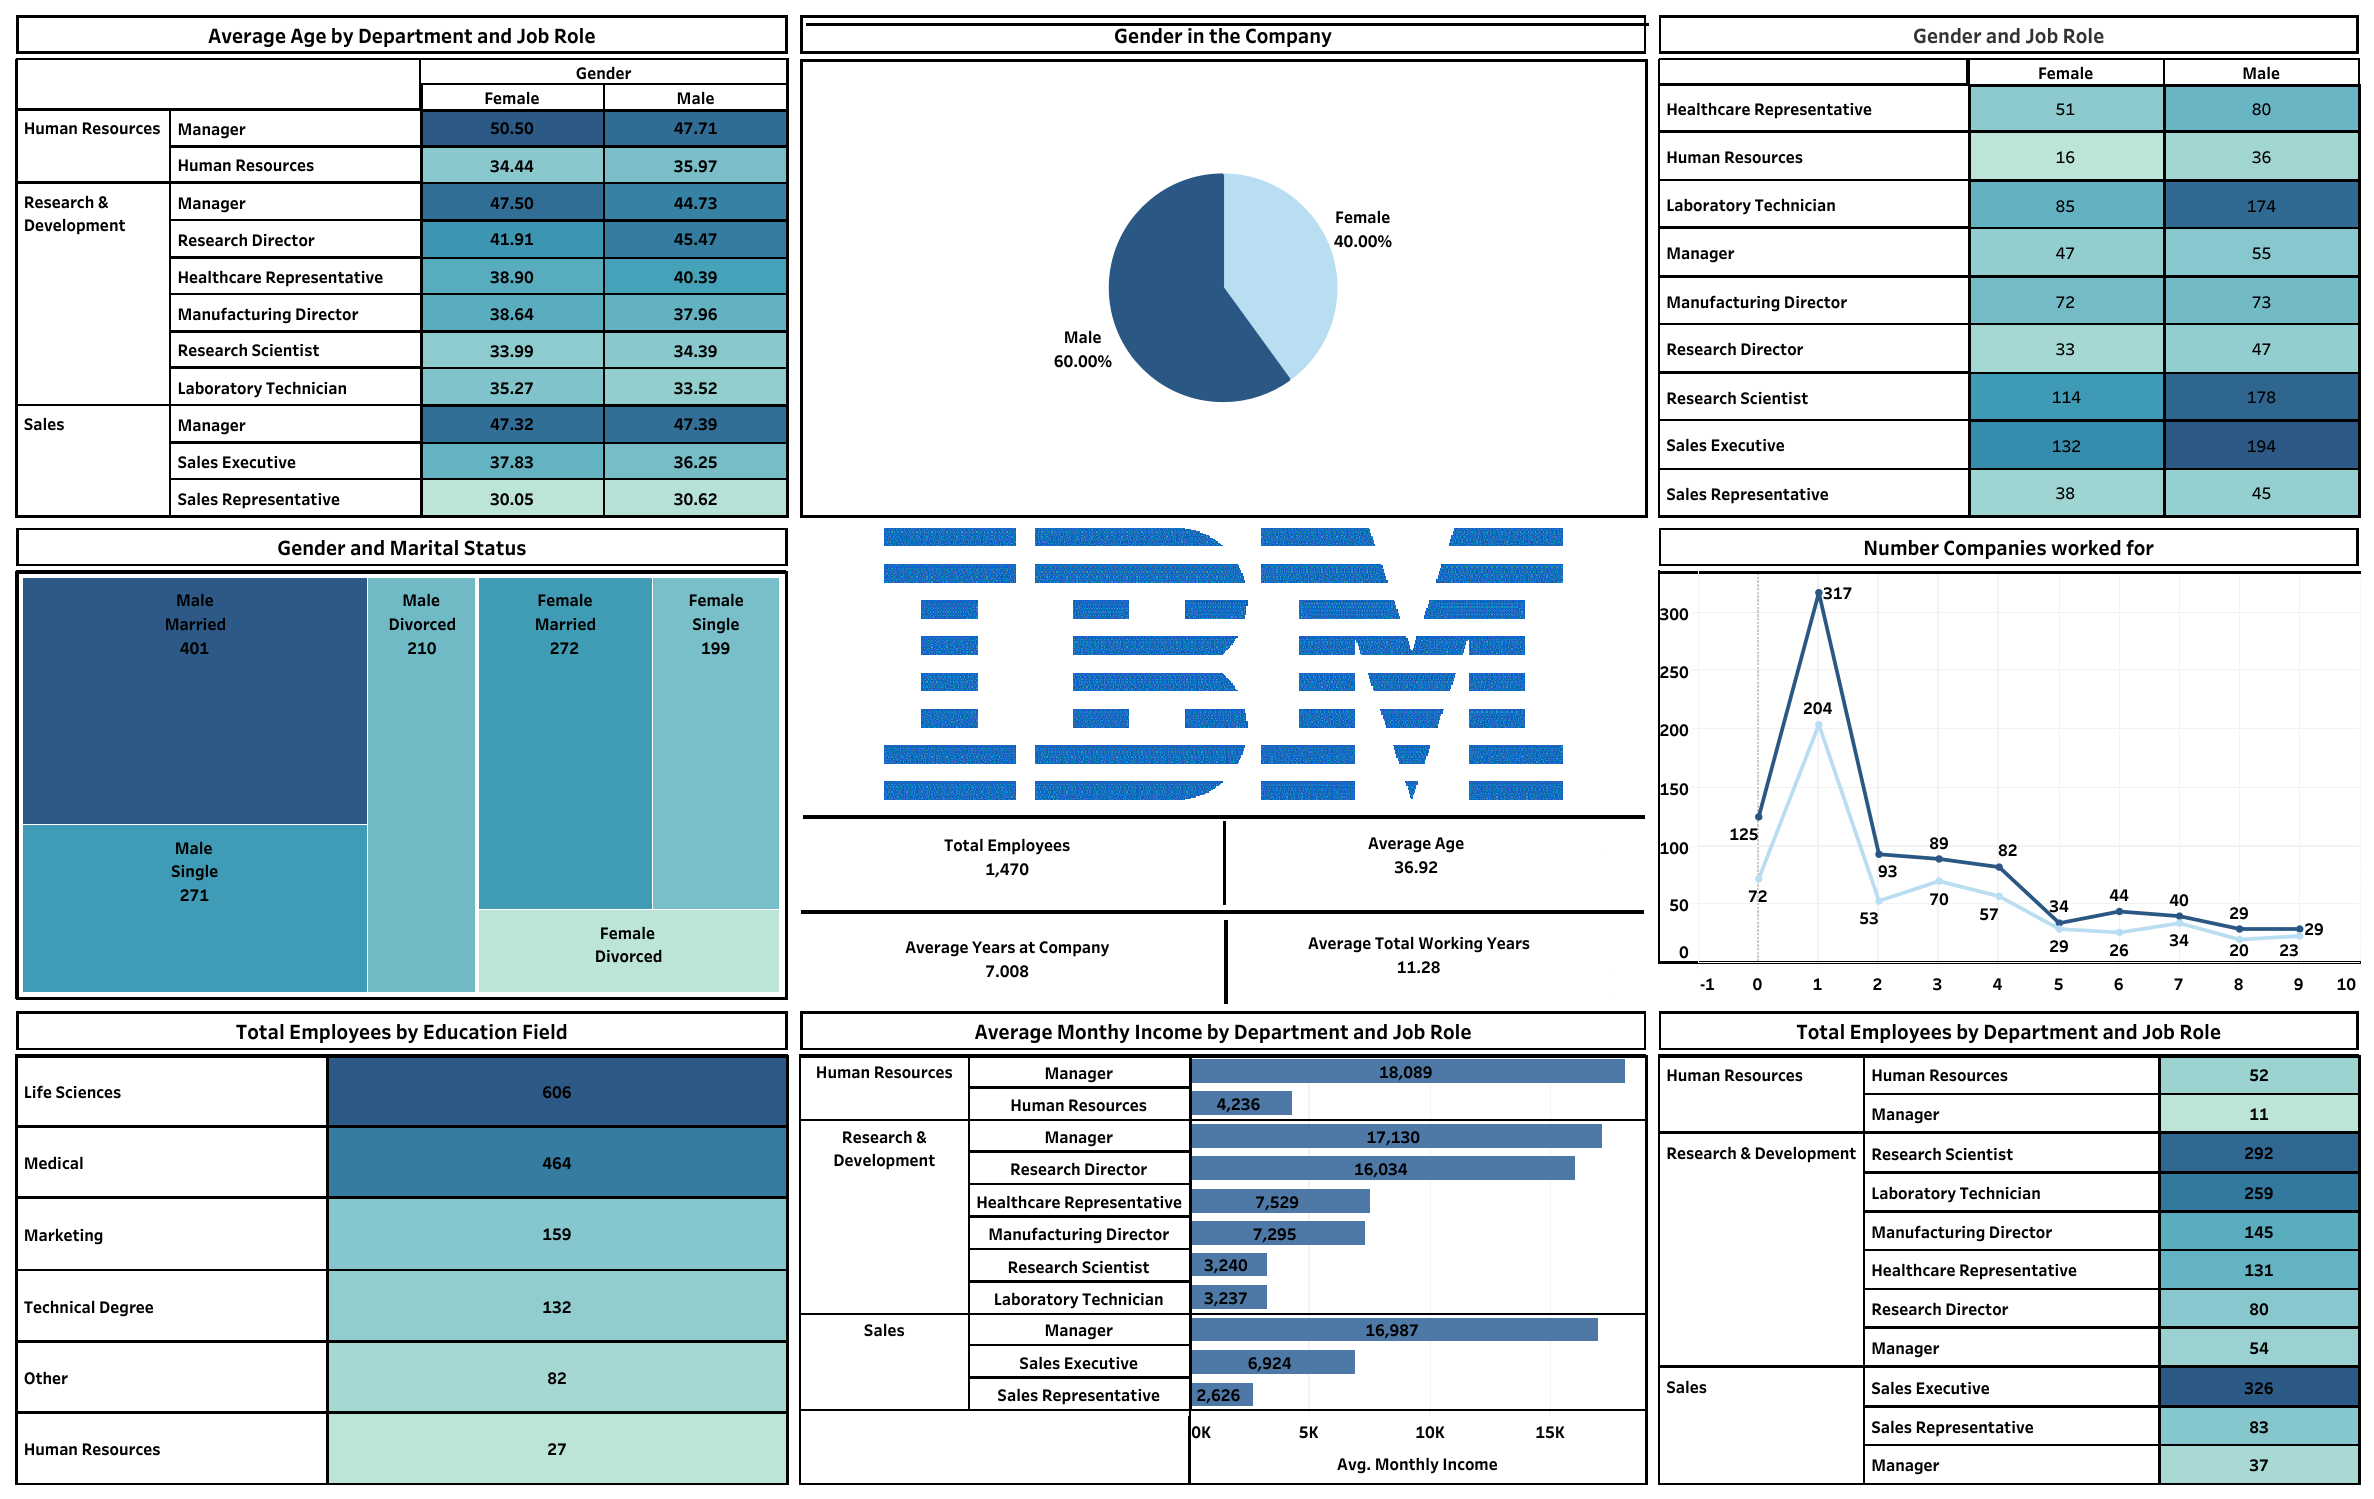 Average Age by Department and Job Role
Gender
Female Male
Human Resources Manager 50.50 47.71
Human Resources 34.44 35.97
Research & Development Manager 47.50 44.73
Research Director 41.91 45.47
Healthcare Representative 38.90 40.39
Manufacturing Director 38.64 37.96
Research Scientist 33.99 34.39
Laboratory Technician 35.27 33.52
Sales Manager 47.32 47.39
Sales Executive 37.83 36.25
Sales Representative 30.05 30.62
Gender in the Company
Female
40.00%
Male
60.00%
Gender and Job Role
Female Male
Healthcare Representative 51 80
Human Resources 16 36
Laboratory Technician 85 174
Manager 47 55
Manufacturing Director 72 73
Research Director 33 47
Research Scientist 114 178
Sales Executive 132 194
Sales Representative 38 45
Gender and Marital Status
Male
Married
401
Male
Divorced
210
Female
Married
272
Female
Single
199
Male
Single
271
Female
Divorced
IBM
Total Employees
1,470
Average Age
36.92
Average Years at Company
7.008
Average Total Working Years
11.28
Number Companies worked for
300
250
200
150
100
50
0
317
204
125
72
93
53
89
70
82
57
34
29
44
26
40
34
29
20
29
23
-1 0 1 2 3 4 5 6 7 8 9 10
Total Employees by Education Field
Life Sciences 606
Medical 464
Marketing 159
Technical Degree 132
Other 82
Human Resources 27
Average Monthy Income by Department and Job Role
Human Resources Manager 18,089
Human Resources 4,236
Research & Development Manager 17,130
Research Director 16,034
Healthcare Representative 7,529
Manufacturing Director 7,295
Research Scientist 3,240
Laboratory Technician 3,237
Sales Manager 16,987
Sales Executive 6,924
Sales Representative 2,626
0K 5K 10K 15K
Avg. Monthly Income
Total Employees by Department and Job Role
Human Resources Human Resources 52
Manager 11
Research & Development Research Scientist 292
Laboratory Technician 259
Manufacturing Director 145
Healthcare Representative 131
Research Director 80
Manager 54
Sales Sales Executive 326
Sales Representative 83
Manager 37